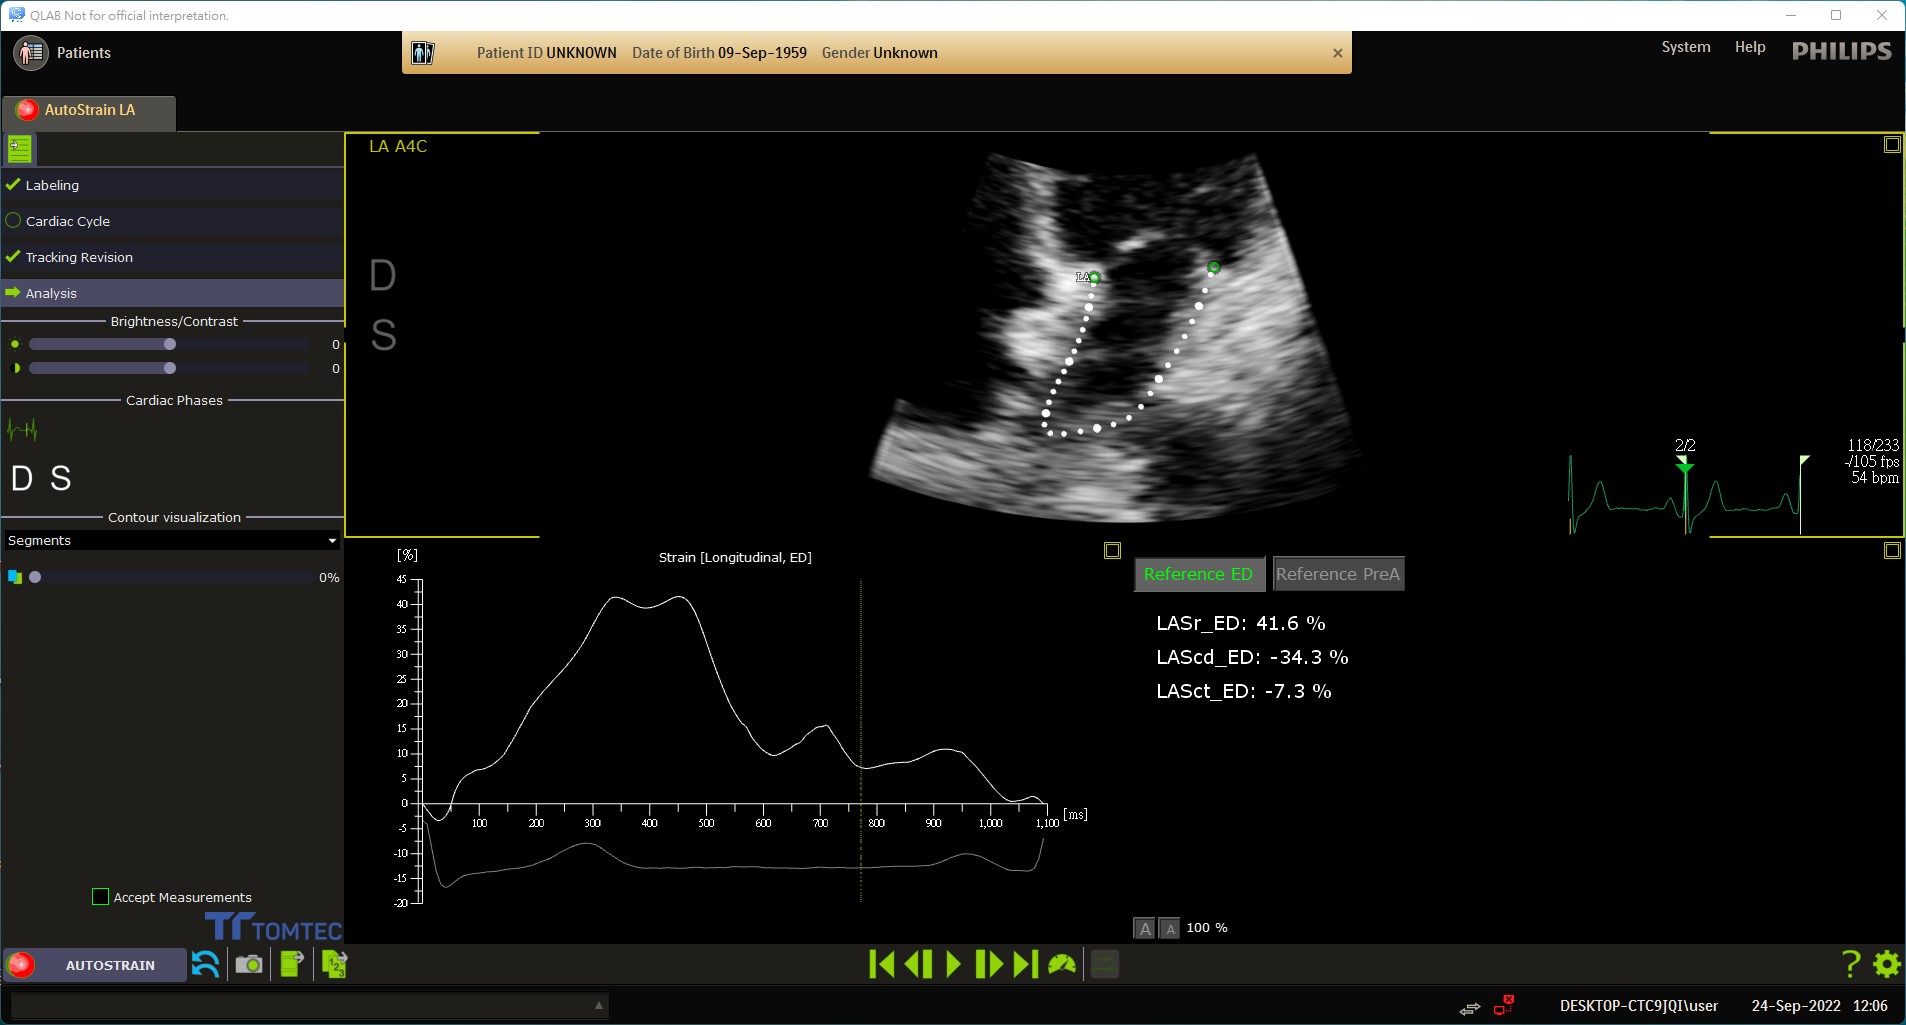 QLAB Not for official interpretation.
Patients
Patient ID UNKNOWN Date of Birth 09-Sep-1959 Gender Unknown
System Help PHILIPS
AutoStrain LA
Labeling
Cardiac Cycle
Tracking Revision
Analysis
Brightness/Contrast
0
0
Cardiac Phases
D S
Contour visualization
Segments
0%
Accept Measurements
TOMTEC
AUTOSTRAIN
LA A4C
D
S
LA
2/2
118/233
-/105 fps
54 bpm
[%]
Strain [Longitudinal, ED]
45
40
35
30
25
20
15
10
5
0
-5
-10
-15
-20
100 200 300 400 500 600 700 800 900 1,000 1,100 [ms]
Reference ED Reference PreA
LASr_ED: 41.6 %
LAScd_ED: -34.3 %
LASct_ED: -7.3 %
A A 100 %
1 2 3
?
DESKTOP-CTC9JQI\user 24-Sep-2022 12:06